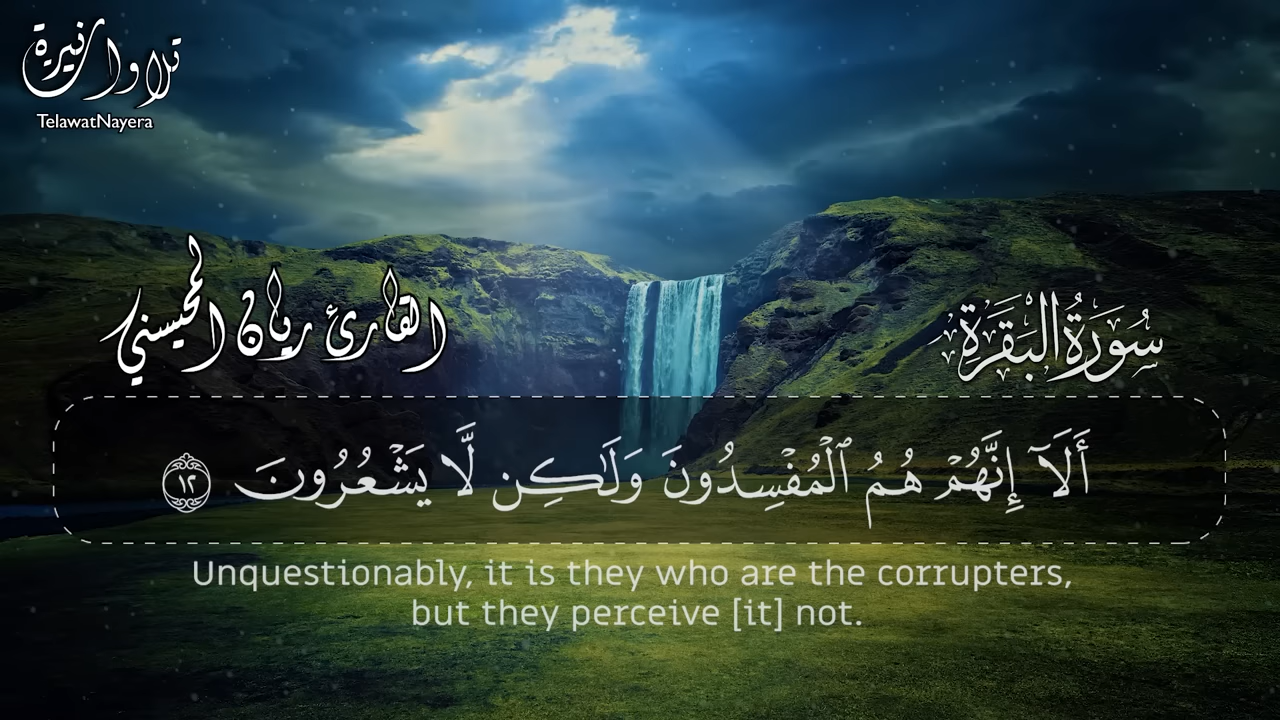 تلاوات نيرة
TelawatNayera
سُورَةُ البَقَرَةِ
القارئ ريان المحيسني
أَلَآ إِنَّهُمْ هُمُ ٱلْمُفْسِدُونَ وَلَـٰكِن لَّا يَشْعُرُونَ ١٢
Unquestionably, it is they who are the corrupters,
but they perceive [it] not.